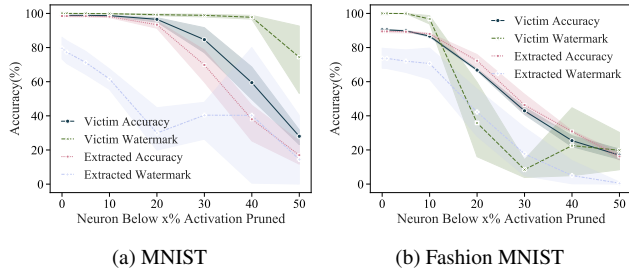 100
80
60
40
20
0
Accuracy(%)
Victim Accuracy
Victim Watermark
Extracted Accuracy
Extracted Watermark
0 10 20 30 40 50
Neuron Below x% Activation Pruned
(a) MNIST
100
80
60
40
20
0
Accuracy(%)
Victim Accuracy
Victim Watermark
Extracted Accuracy
Extracted Watermark
0 10 20 30 40 50
Neuron Below x% Activation Pruned
(b) Fashion MNIST